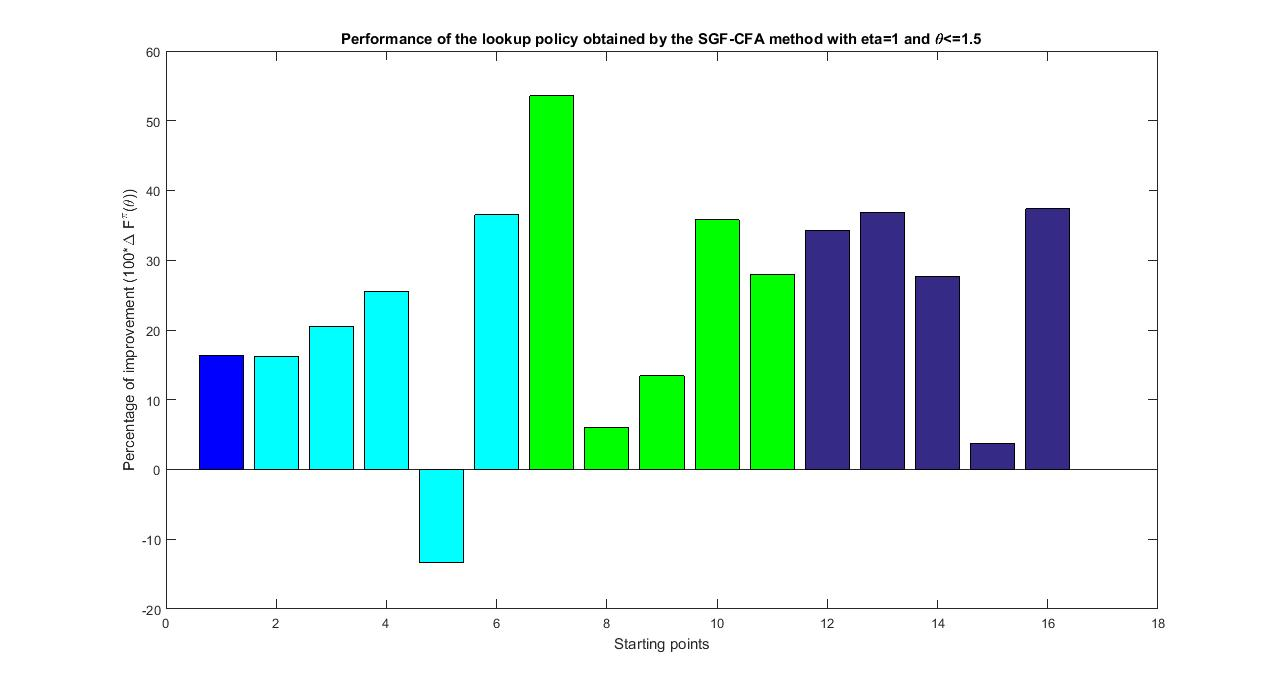 Performance of the lookup policy obtained by the SGF-CFA method with eta=1 and θ<=1.5
Percentage of improvement (100* Δ F^π(θ))
60
50
40
30
20
10
0
-10
-20
0 2 4 6 8 10 12 14 16 18
Starting points